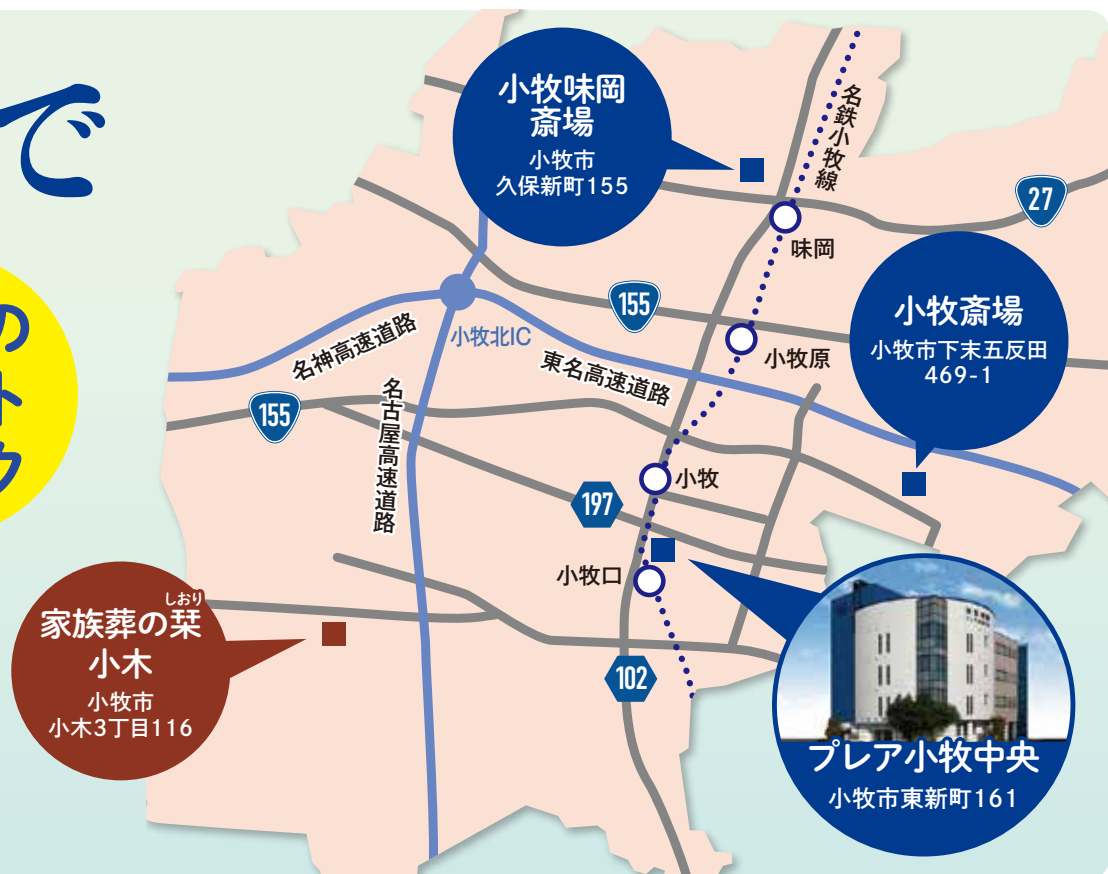 で
の
ト
ク
小牧味岡
斎場
小牧市
久保新町155
名鉄小牧線
27
味岡
155
小牧斎場
小牧市下末五反田
469-1
小牧原
小牧北IC
名神高速道路
東名高速道路
155
名古屋高速道路
小牧
197
小牧口
しおり
家族葬の栞
小木
小牧市
小木3丁目116
102
プレア小牧中央
小牧市東新町161